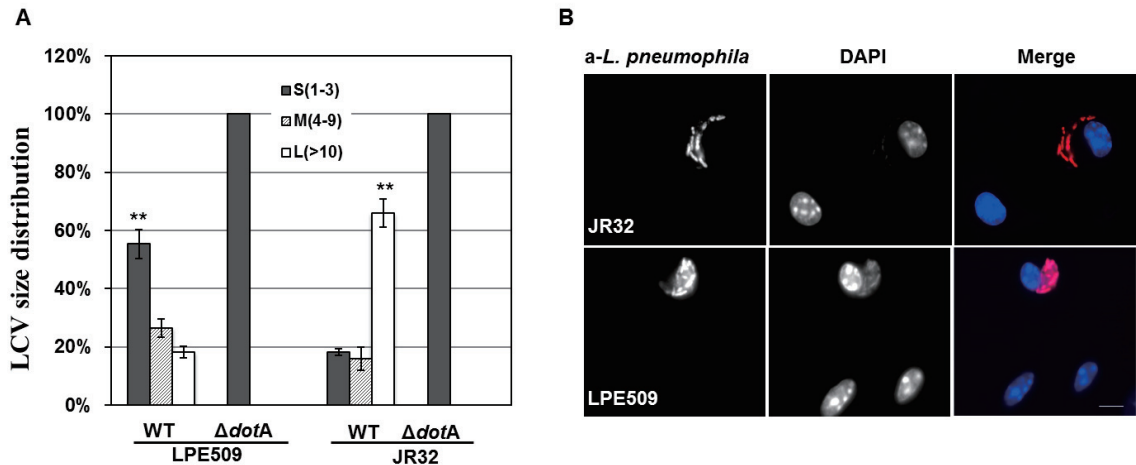 A
120%
100%
80%
60%
40%
20%
0%
LCV size distribution
S(1-3)
M(4-9)
L(>10)
**
**
WT ΔdotA WT ΔdotA
LPE509 JR32
B
a-L. pneumophila DAPI Merge
JR32
LPE509